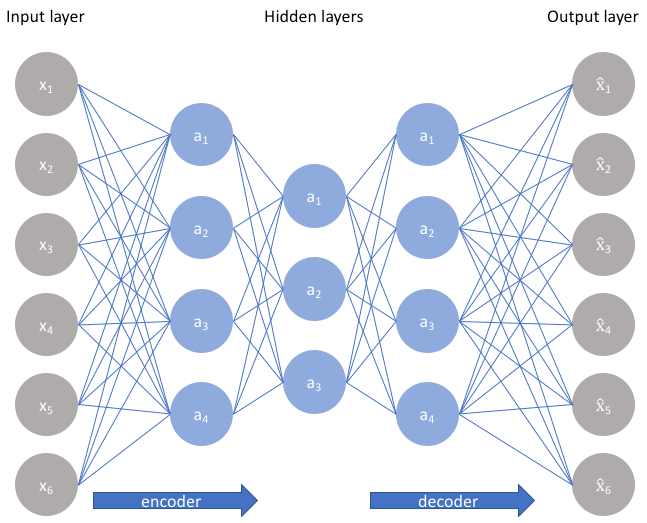 Input layer
Hidden layers
Output layer
x₁
x₂
x₃
x₄
x₅
x₆
a₁
a₂
a₃
a₄
a₁
a₂
a₃
a₁
a₂
a₃
a₄
x̂₁
x̂₂
x̂₃
x̂₄
x̂₅
x̂₆
encoder
decoder